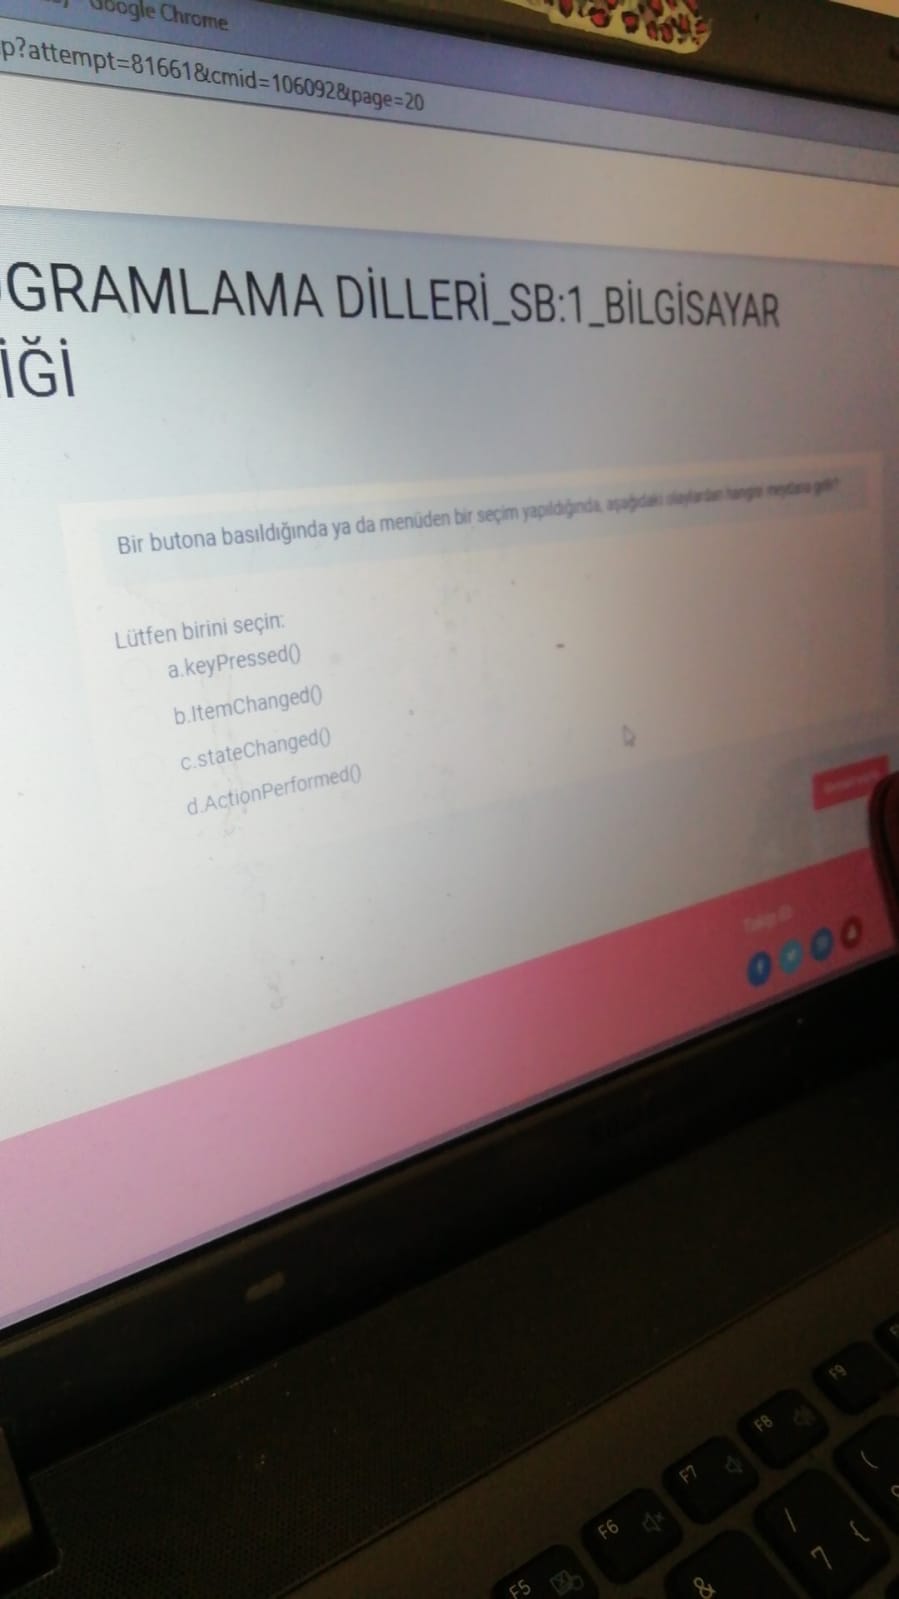 Google Chrome
p?attempt=81661&cmid=106092&page=20
OGRAMLAMA DİLLERİ_SB:1_BİLGİSAYAR
İĞİ
Bir butona basıldığında ya da menüden bir seçim yapıldığında, aşağıdaki olaylardan hangisi meydana gelir?
Lütfen birini seçin:
a.keyPressed()
b.ItemChanged()
c.stateChanged()
d.ActionPerformed()
Takip Et
F5
F6
F7
F8
F9
&
/
7
{
(